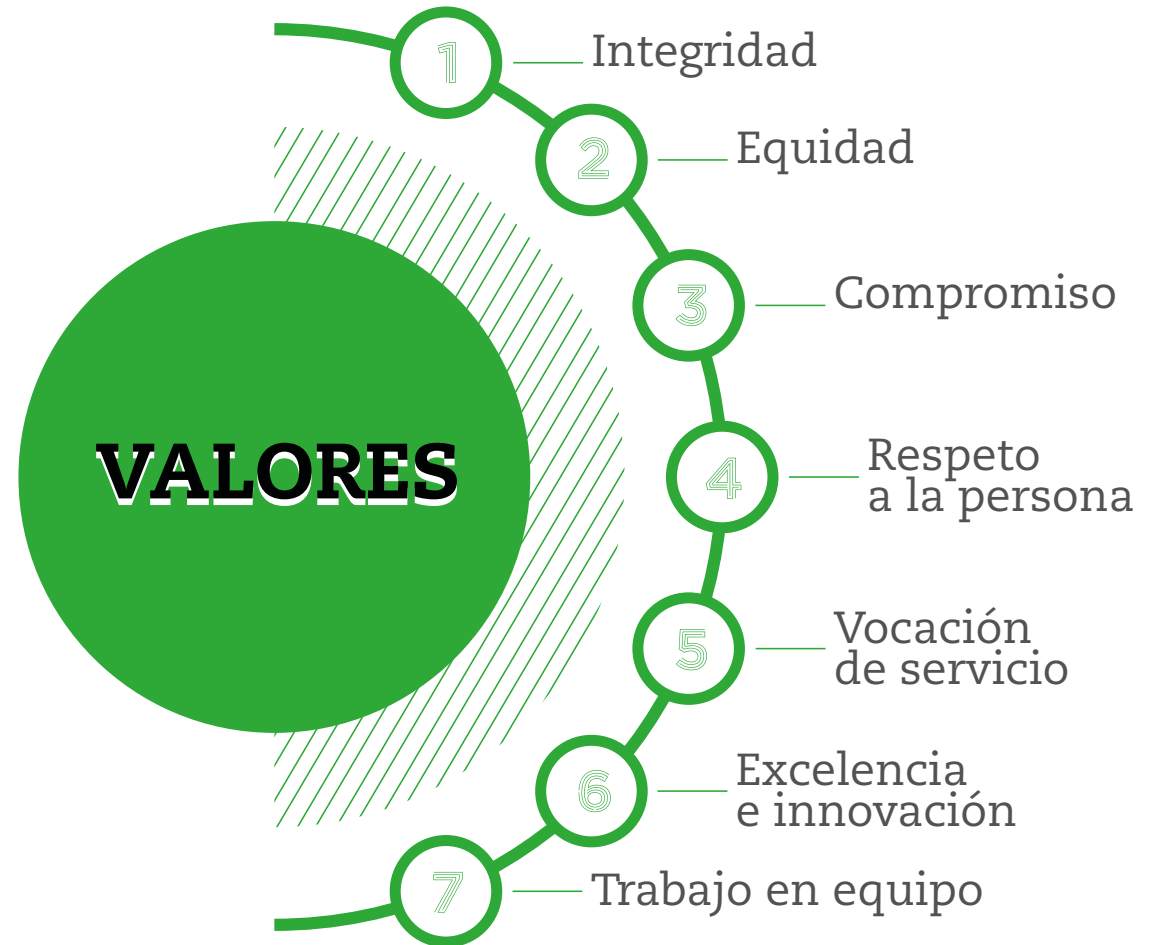 1
Integridad
2
Equidad
3
Compromiso
4
Respeto
a la persona
VALORES
5
Vocación
de servicio
6
Excelencia
e innovación
7
Trabajo en equipo